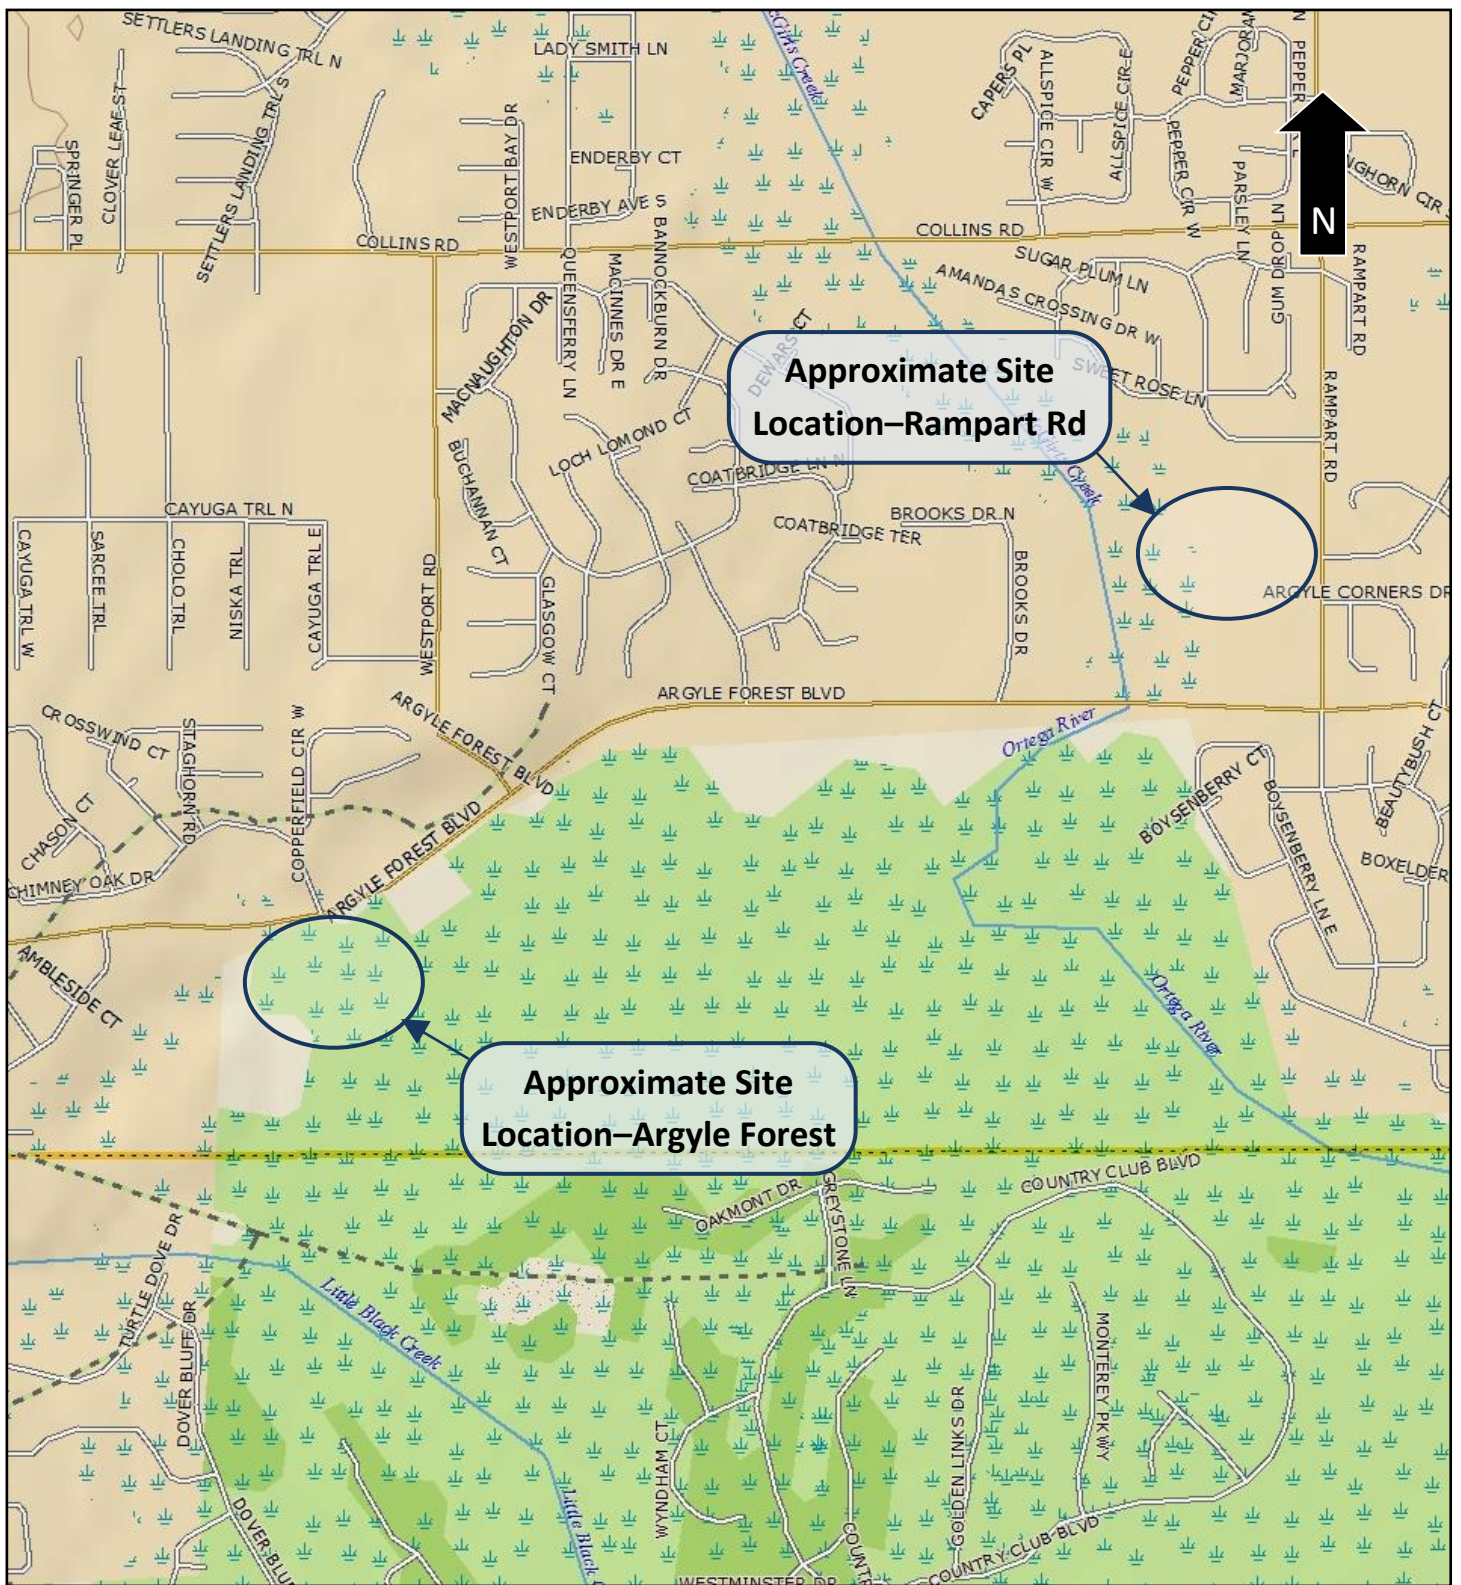 SETTLERS LANDING TRL N
LADY SMITH LN
CAPERS PL
ALLSPICE CIR W
ALLSPICE CIR E
PEPPER CIR
PEPPER
N
CLOVER LEAF ST
SPRINGER PL
SETTLERS LANDING TRL S
WESTPORT BAY DR
ENDERBY CT
ENDERBY AVE S
PEPPER CIR W
PARSLEY LN
GUM DROP LN
N
COLLINS RD
COLLINS RD
QUEENSFERRY LN
MACINNES DR E
BANNOCKBURN DR
MACNAUGHTON DR
SUGAR PLUM LN
AMANDAS CROSSING DR W
SWEET ROSE LN
RAMPART RD
RAMPART RD
DEWARS CT
Approximate Site
Location–Rampart Rd
BUCHANNAN CT
LOCH LOMOND CT
COATBRIDGE LN N
COATBRIDGE TER
BROOKS DR N
BROOKS DR
CAYUGA TRL N
CAYUGA TRL W
SARCEE TRL
CHOLO TRL
NISKA TRL
CAYUGA TRL E
WESTPORT RD
GLASGOW CT
ARGYLE CORNERS DR
ARGYLE FOREST BLVD
ARGYLE FOREST BLVD
ARGYLE FOREST BLVD
CROSSWIND CT
STAGHORN RD
COPPERFIELD CIR W
CHASON CT
CHIMNEY OAK DR
AMBLESIDE CT
Ortega River
BOYSENBERRY CT
BOYSENBERRY LN E
BEAUTYBUSH CT
BOXELDER
Ortega River
Approximate Site
Location–Argyle Forest
OAKMONT DR
GREYSTONE LN
COUNTRY CLUB BLVD
TURTLE DOVE DR
DOVER BLUFF DR
Little Black Creek
Little Black
WYNDHAM CT
GOLDEN LINKS DR
MONTEREY PKWY
COUNTRY CLUB BLVD
WESTMINSTER DR